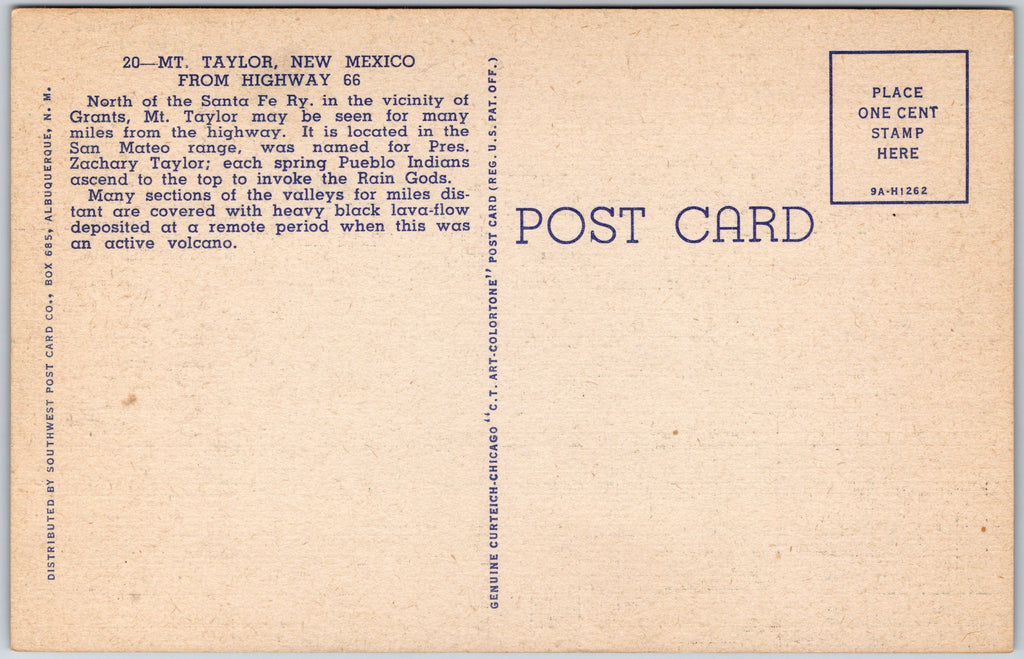 20—MT. TAYLOR, NEW MEXICO
FROM HIGHWAY 66
North of the Santa Fe Ry. in the vicinity of
Grants, Mt. Taylor may be seen for many
miles from the highway. It is located in the
San Mateo range, was named for Pres.
Zachary Taylor; each spring Pueblo Indians
ascend to the top to invoke the Rain Gods.
Many sections of the valleys for miles dis-
tant are covered with heavy black lava-flow
deposited at a remote period when this was
an active volcano.
DISTRIBUTED BY SOUTHWEST POST CARD CO., BOX 685, ALBUQUERQUE, N. M.
GENUINE CURTEICH-CHICAGO "C.T. ART-COLORTONE" POST CARD (REG. U.S. PAT. OFF.)
POST CARD
PLACE
ONE CENT
STAMP
HERE
9A-H1262